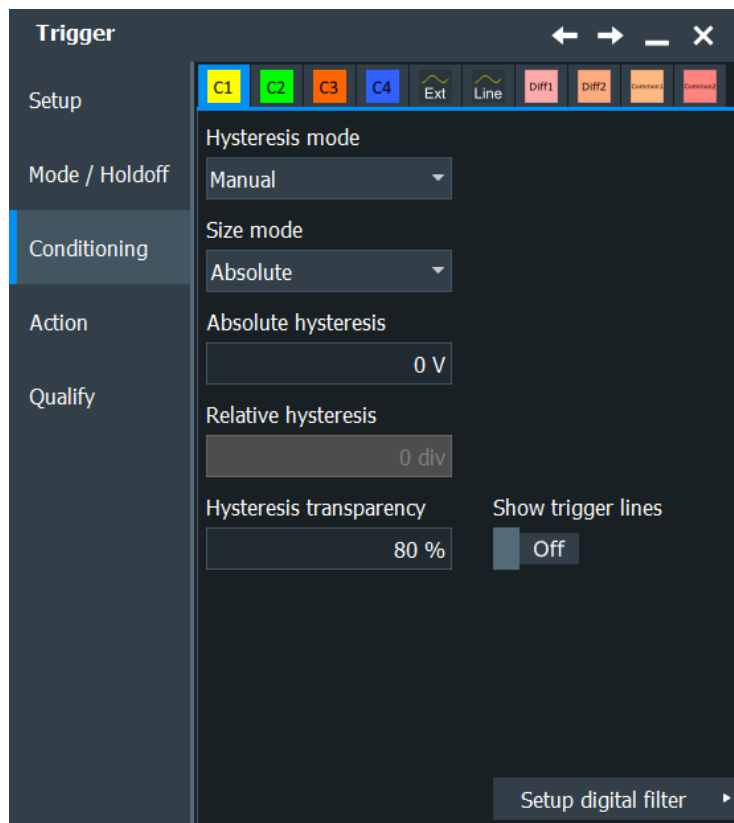 Trigger
Setup
Mode / Holdoff
Conditioning
Action
Qualify
C1 C2 C3 C4 Ext Line Diff1 Diff2 Common1 Common2
Hysteresis mode
Manual
Size mode
Absolute
Absolute hysteresis
0 V
Relative hysteresis
0 div
Hysteresis transparency Show trigger lines
80 % Off
Setup digital filter